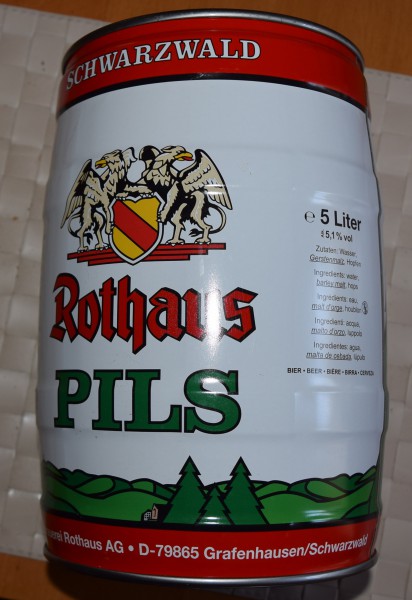 SCHWARZWALD
℮ 5 Liter
5,1 % vol
Zutaten: Wasser,
Gerstenmalz, Hopfen
Ingredients: water,
barley malt, hops
Ingrédients: eau,
malt d'orge, houblon
Ingredienti: acqua,
malto d'orzo, luppolo
Ingredientes: agua,
malta de cebada, lúpulo
BIER • BEER • BIÈRE • BIRRA • CERVEZA
Rothaus
PILS
Rothaus AG • D-79865 Grafenhausen/Schwarzwald